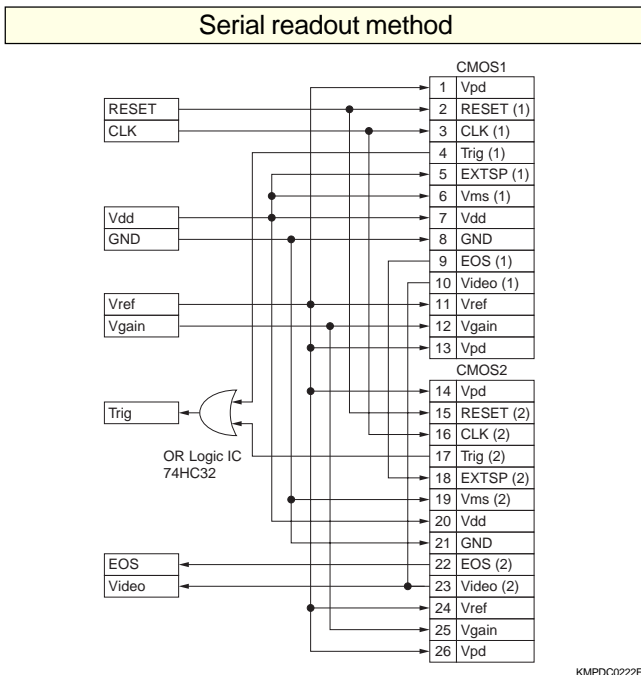 Serial readout method
CMOS1
1 Vpd
RESET 2 RESET (1)
CLK 3 CLK (1)
4 Trig (1)
5 EXTSP (1)
6 Vms (1)
Vdd 7 Vdd
GND 8 GND
9 EOS (1)
10 Video (1)
Vref 11 Vref
Vgain 12 Vgain
13 Vpd
CMOS2
14 Vpd
Trig 15 RESET (2)
16 CLK (2)
OR Logic IC 17 Trig (2)
74HC32 18 EXTSP (2)
19 Vms (2)
20 Vdd
21 GND
EOS 22 EOS (2)
Video 23 Video (2)
24 Vref
25 Vgain
26 Vpd
KMPDC0222E